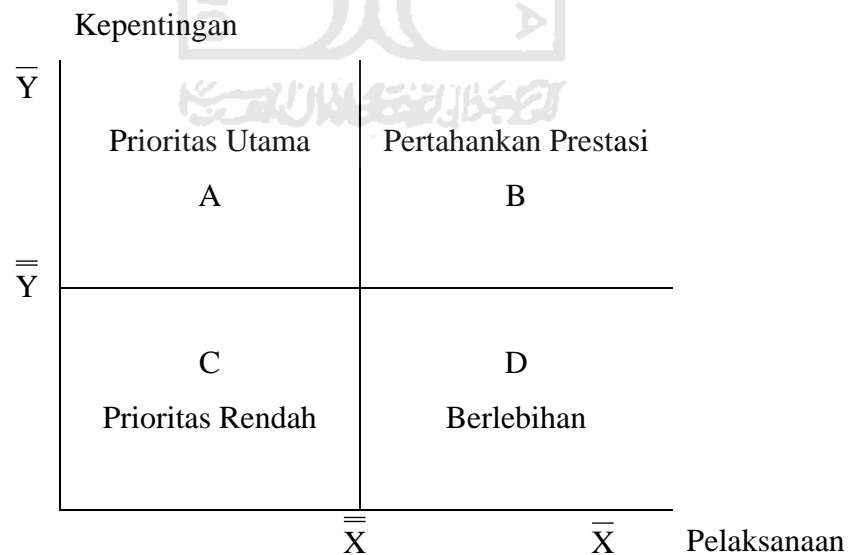 Kepentingan
Y̅
Prioritas Utama
Pertahankan Prestasi
A
B
Y̿
C
D
Prioritas Rendah
Berlebihan
X̿
X̅
Pelaksanaan